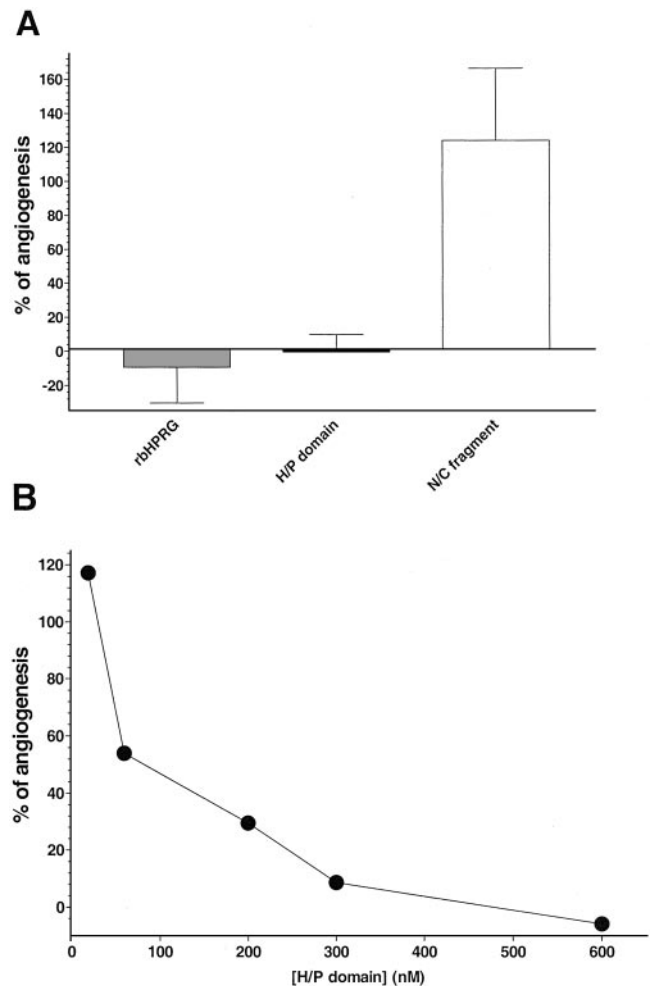 A
% of angiogenesis
160
140
120
100
80
60
40
20
0
-20
rbHPRG
H/P domain
N/C fragment
B
% of angiogenesis
120
100
80
60
40
20
0
0 100 200 300 400 500 600
[H/P domain] (nM)